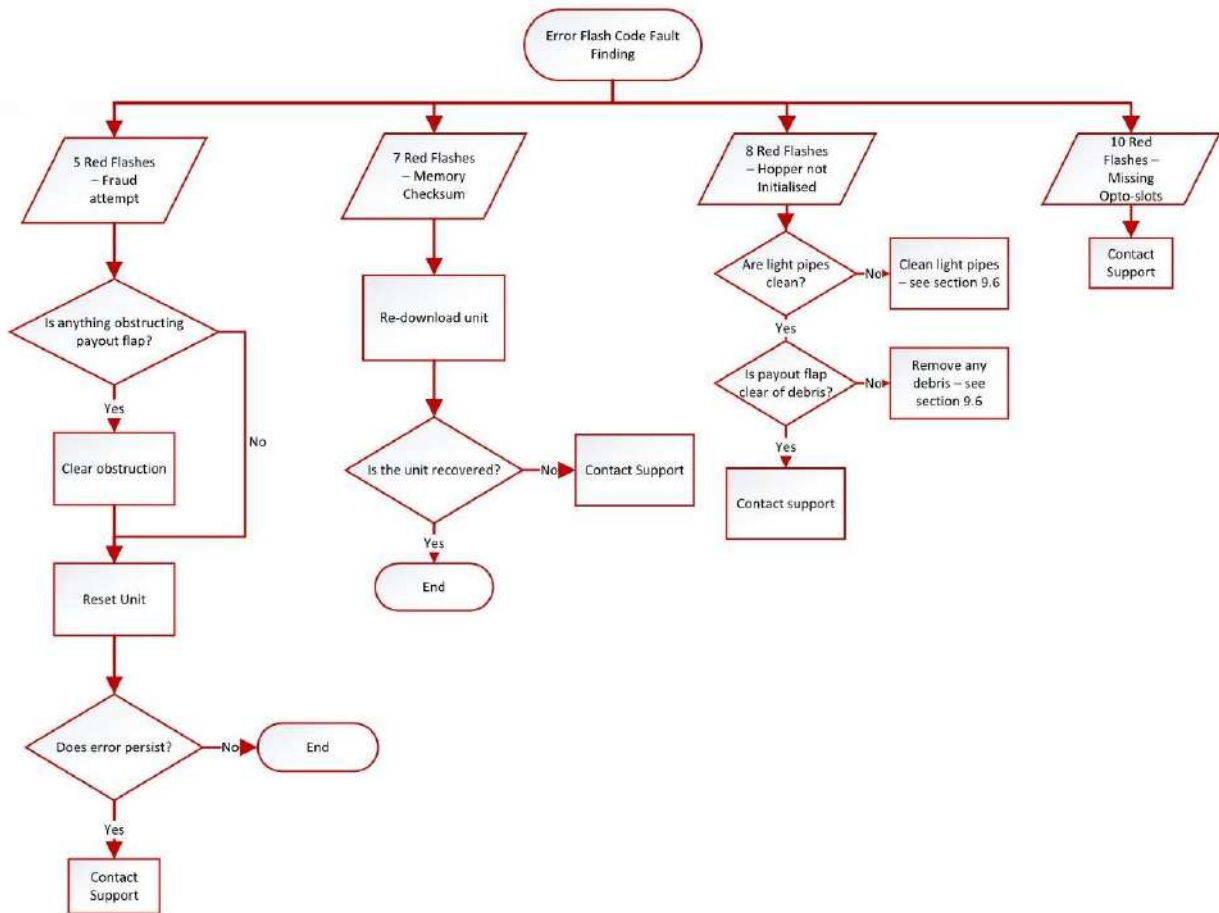 Error Flash Code Fault
Finding
5 Red Flashes
– Fraud
attempt
Is anything obstructing
payout flap?
Yes
No
Clear obstruction
Reset Unit
Does error persist?
No
End
Yes
Contact
Support
7 Red Flashes
– Memory
Checksum
Re-download unit
Is the unit recovered?
No
Contact Support
Yes
End
8 Red Flashes
– Hopper not
Initialised
Are light pipes
clean?
No
Clean light pipes
– see section 9.6
Yes
Is payout flap
clear of debris?
No
Remove any
debris – see
section 9.6
Yes
Contact support
10 Red
Flashes –
Missing
Opto-slots
Contact
Support